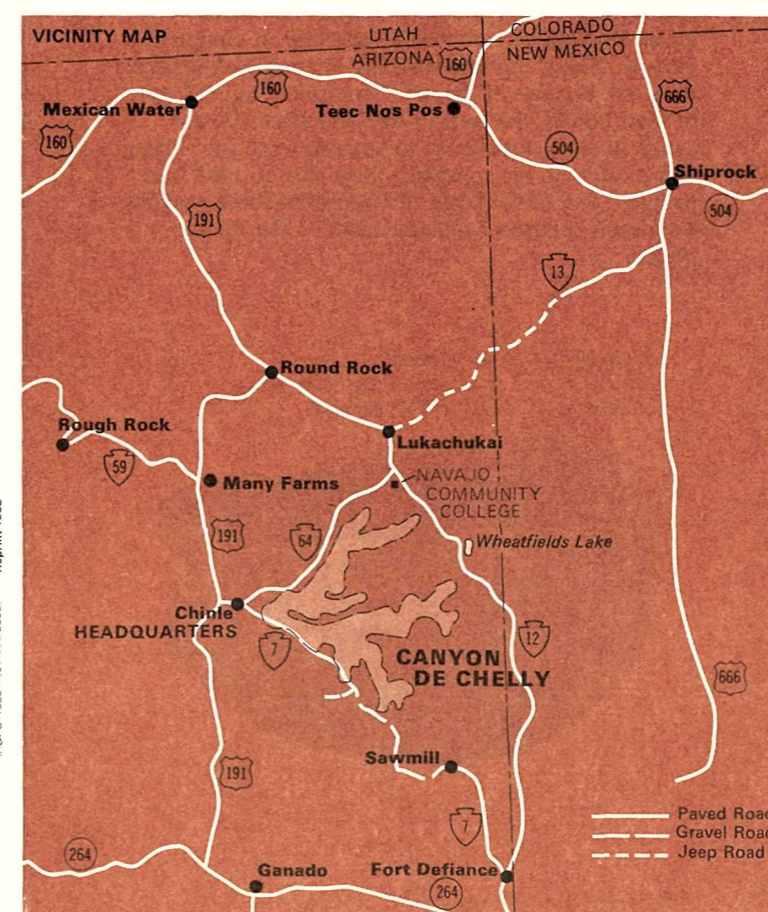 VICINITY MAP
UTAH
COLORADO
ARIZONA
160
NEW MEXICO
160
666
Mexican Water
Teec Nos Pos
160
504
Shiprock
504
191
13
Round Rock
Rough Rock
Lukachukai
59
Many Farms
NAVAJO
COMMUNITY
COLLEGE
191
64
Wheatfields Lake
Chinle
HEADQUARTERS
7
12
CANYON
DE CHELLY
666
Sawmill
191
7
Paved Road
Gravel Road
Jeep Road
264
Ganado
Fort Defiance
264